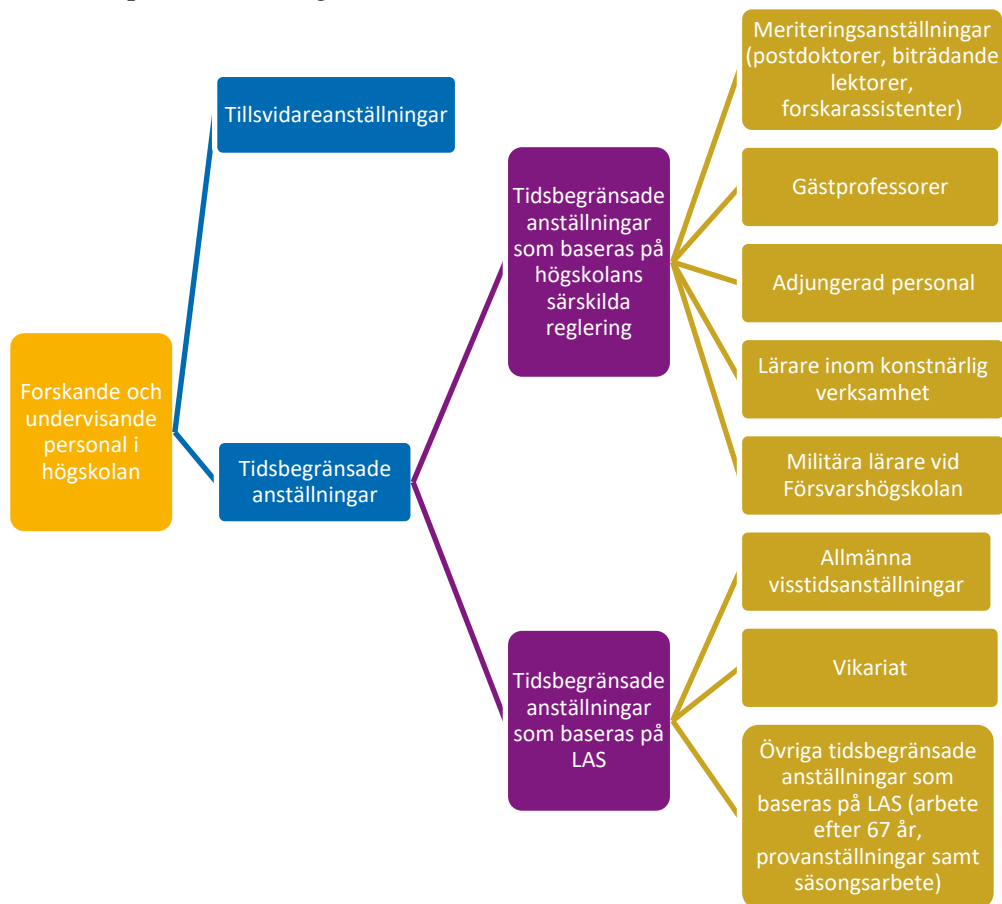 Forskande och
undervisande
personal i
högskolan
Tillsvidareanställningar
Tidsbegränsade
anställningar
Tidsbegränsade
anställningar
som baseras på
högskolans
särskilda
reglering
Meriteringsanställningar
(postdoktorer, biträdande
lektorer,
forskarassistenter)
Gästprofessorer
Adjungerad personal
Lärare inom konstnärlig
verksamhet
Militära lärare vid
Försvarshögskolan
Tidsbegränsade
anställningar
som baseras på
LAS
Allmänna
visstidsanställningar
Vikariat
Övriga tidsbegränsade
anställningar som
baseras på LAS (arbete
efter 67 år,
provanställningar samt
säsongsarbete)